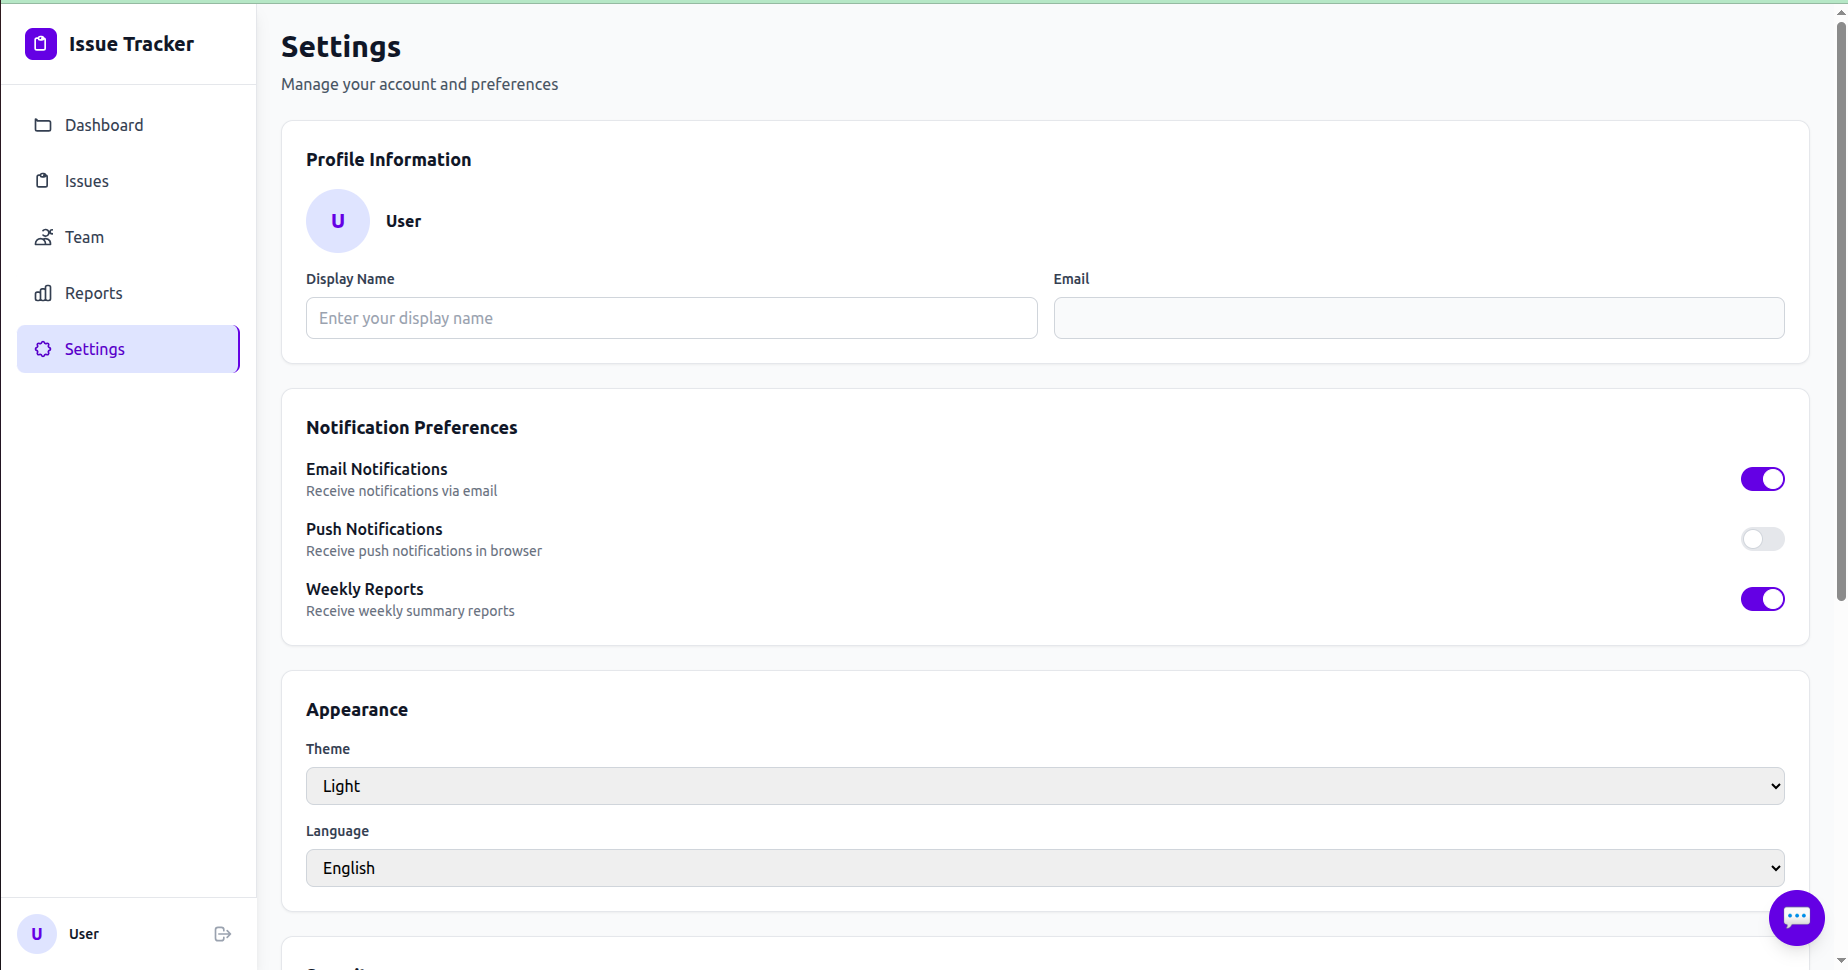 Issue Tracker
Dashboard
Issues
Team
Reports
Settings
U
User
Settings
Manage your account and preferences
Profile Information
U
User
Display Name
Email
Enter your display name
Notification Preferences
Email Notifications
Receive notifications via email
Push Notifications
Receive push notifications in browser
Weekly Reports
Receive weekly summary reports
Appearance
Theme
Light
Language
English